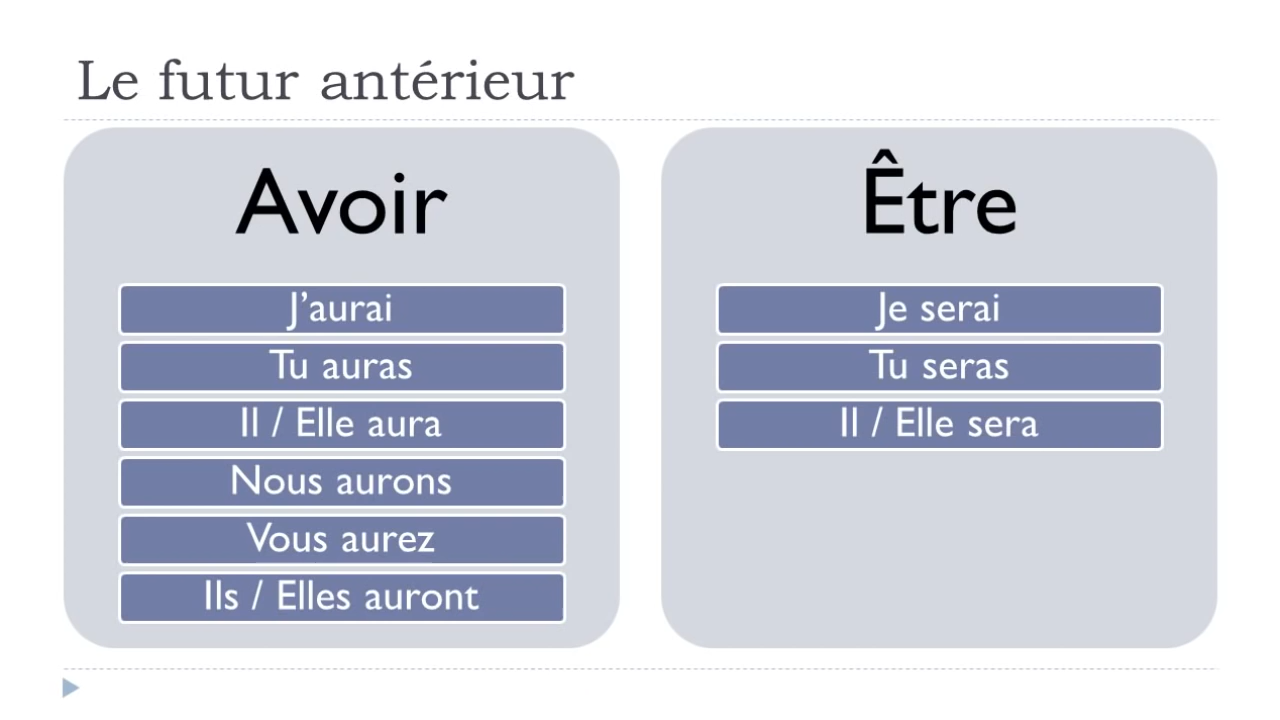 Le futur antérieur
Avoir
J’aurai
Tu auras
Il / Elle aura
Nous aurons
Vous aurez
Ils / Elles auront
Être
Je serai
Tu seras
Il / Elle sera